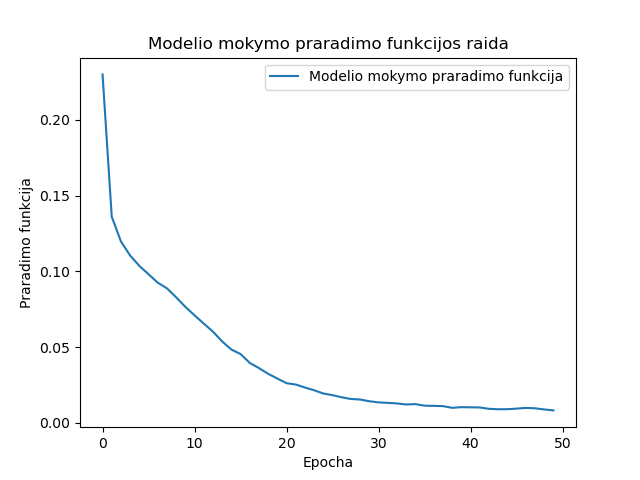 Modelio mokymo praradimo funkcijos raida
Modelio mokymo praradimo funkcija
Praradimo funkcija
0.20
0.15
0.10
0.05
0.00
0
10
20
30
40
50
Epocha